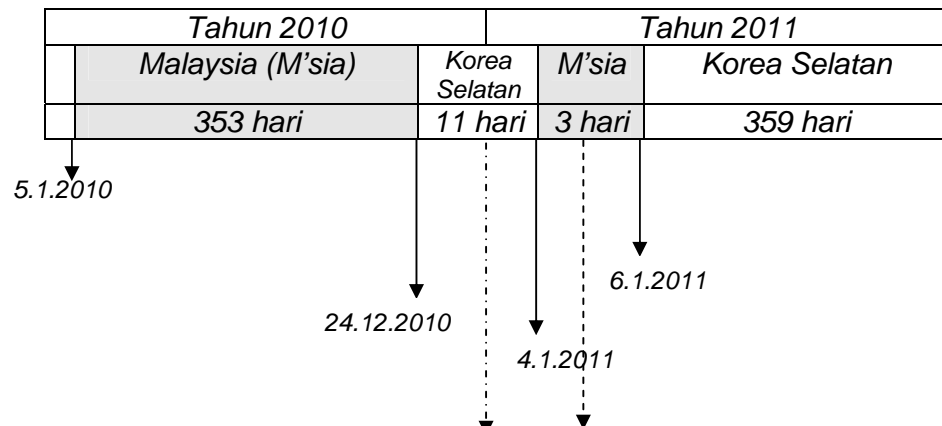 Tahun 2010 Tahun 2011
Malaysia (M'sia) Korea Selatan M'sia Korea Selatan
353 hari 11 hari 3 hari 359 hari
5.1.2010
6.1.2011
24.12.2010
4.1.2011